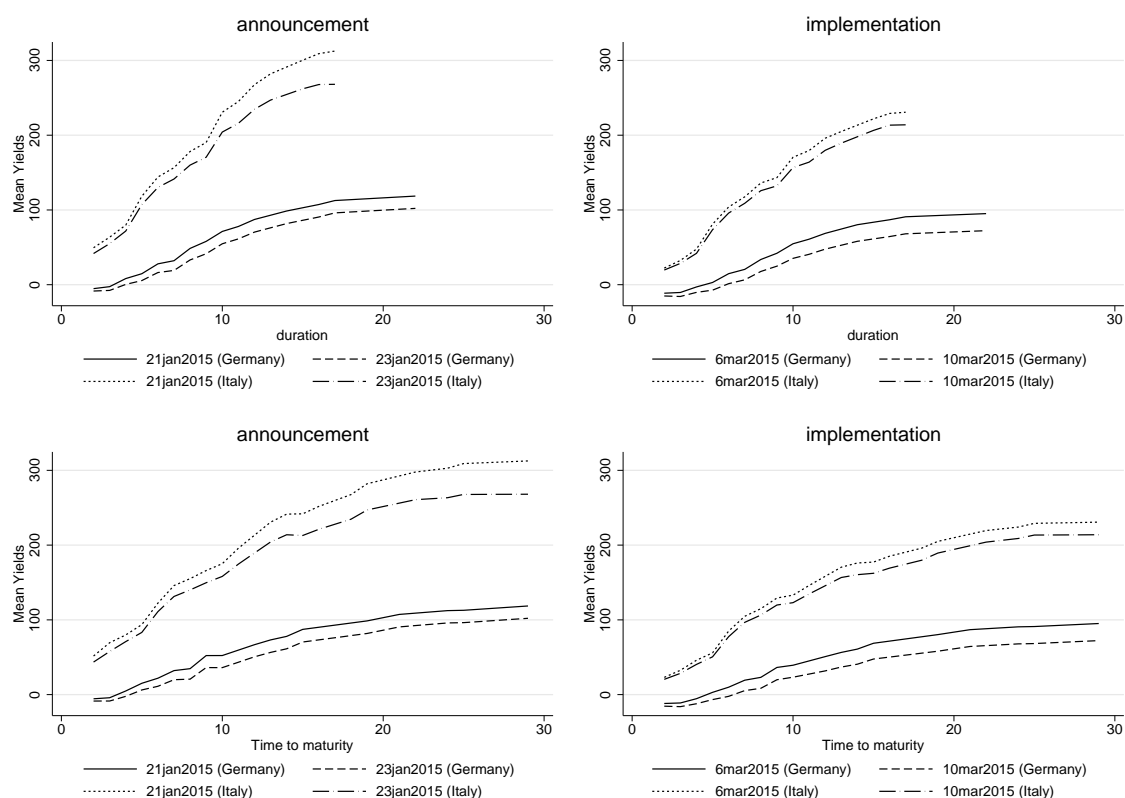 announcement
Mean Yields
300
200
100
0
0 10 20 30
duration
21jan2015 (Germany) 23jan2015 (Germany)
21jan2015 (Italy) 23jan2015 (Italy)
implementation
Mean Yields
300
200
100
0
0 10 20 30
duration
6mar2015 (Germany) 10mar2015 (Germany)
6mar2015 (Italy) 10mar2015 (Italy)
announcement
Mean Yields
300
200
100
0
0 10 20 30
Time to maturity
21jan2015 (Germany) 23jan2015 (Germany)
21jan2015 (Italy) 23jan2015 (Italy)
implementation
Mean Yields
300
200
100
0
0 10 20 30
Time to maturity
6mar2015 (Germany) 10mar2015 (Germany)
6mar2015 (Italy) 10mar2015 (Italy)